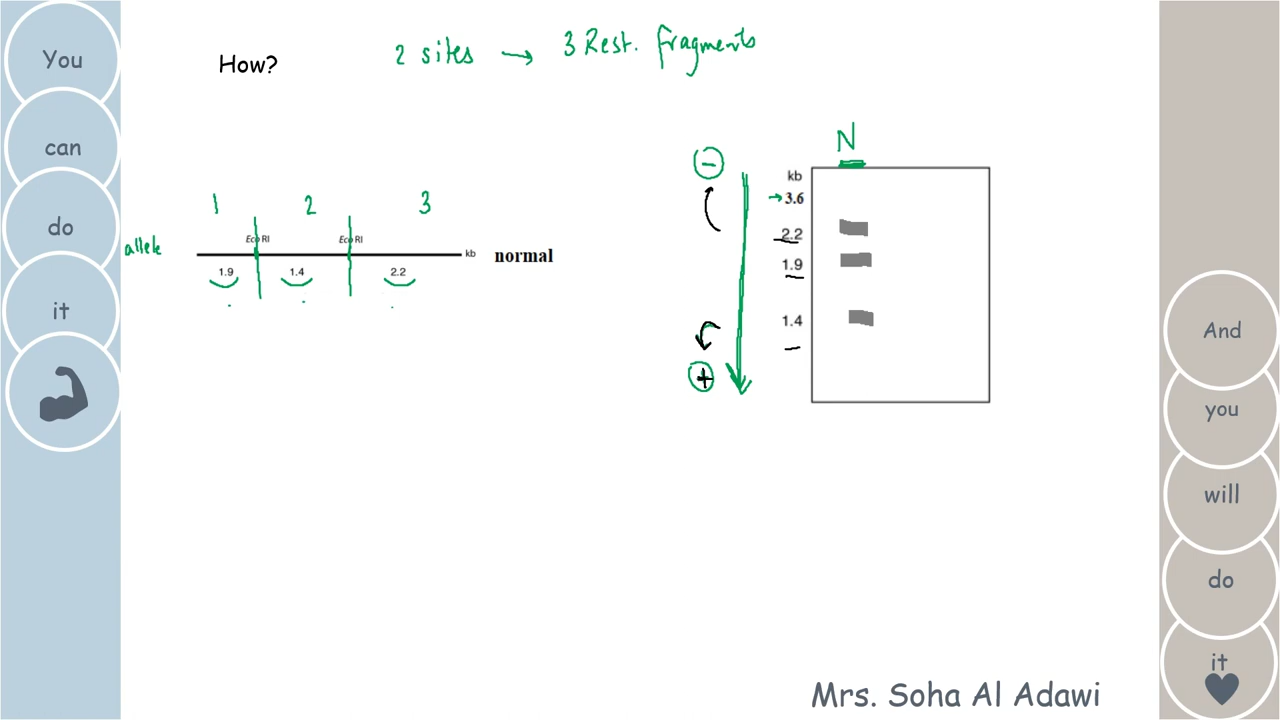 You
can
do
it
How?
2 sites → 3 Rest. fragments
1 2 3
allele
EcoRI EcoRI
kb
normal
1.9 1.4 2.2
N
−
+
kb
3.6
2.2
1.9
1.4
And
you
will
do
it
Mrs. Soha Al Adawi